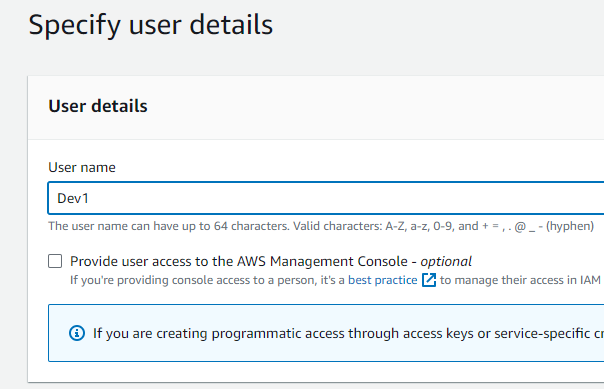 Specify user details
User details
User name
Dev1
The user name can have up to 64 characters. Valid characters: A-Z, a-z, 0-9, and + = , . @ _ - (hyphen)
Provide user access to the AWS Management Console - optional
If you're providing console access to a person, it's a best practice to manage their access in IAM
If you are creating programmatic access through access keys or service-specific cr